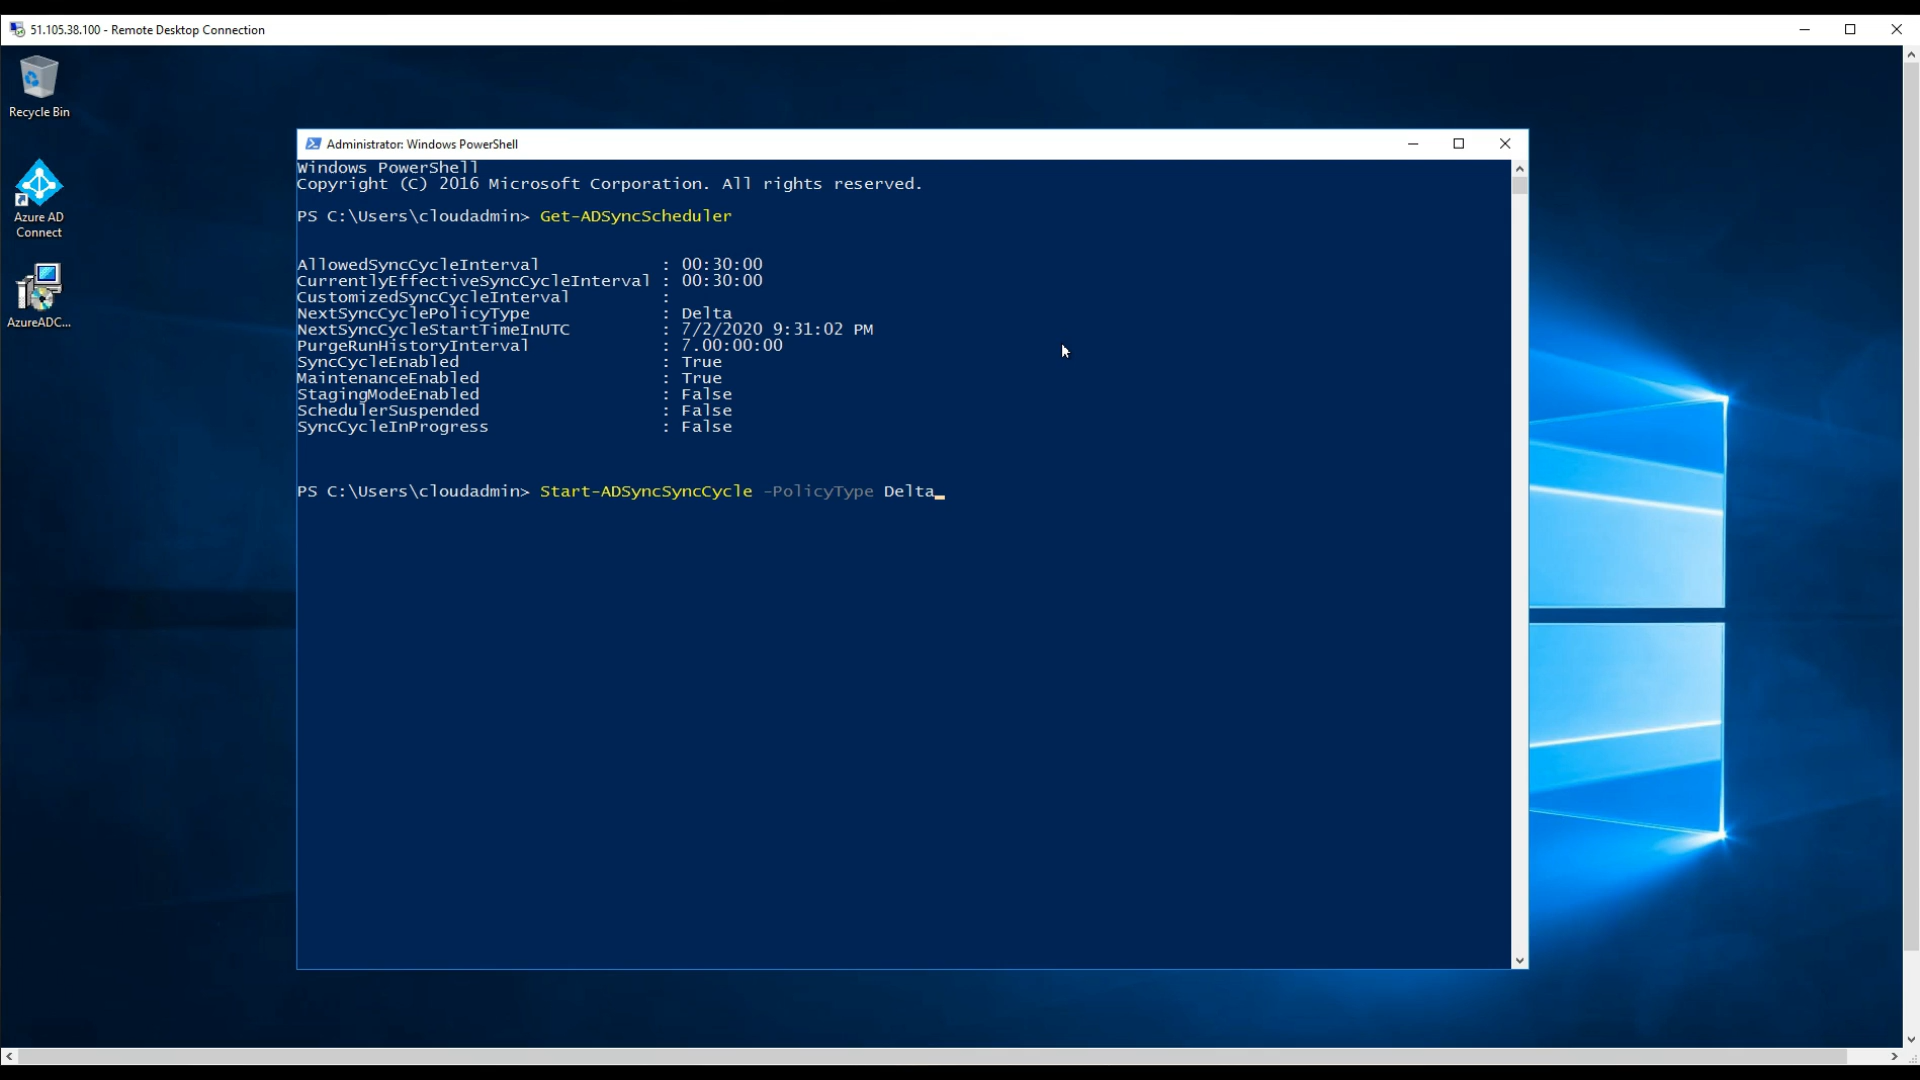 51.105.38.100 - Remote Desktop Connection
Recycle Bin
Azure AD
Connect
AzureADC...
Administrator: Windows PowerShell
Windows PowerShell
Copyright (C) 2016 Microsoft Corporation. All rights reserved.
PS C:\Users\cloudadmin> Get-ADSyncScheduler
AllowedSyncCycleInterval : 00:30:00
CurrentlyEffectiveSyncCycleInterval : 00:30:00
CustomizedSyncCycleInterval :
NextSyncCyclePolicyType : Delta
NextSyncCycleStartTimeInUTC : 7/2/2020 9:31:02 PM
PurgeRunHistoryInterval : 7.00:00:00
SyncCycleEnabled : True
MaintenanceEnabled : True
StagingModeEnabled : False
SchedulerSuspended : False
SyncCycleInProgress : False
PS C:\Users\cloudadmin> Start-ADSyncSyncCycle -PolicyType Delta